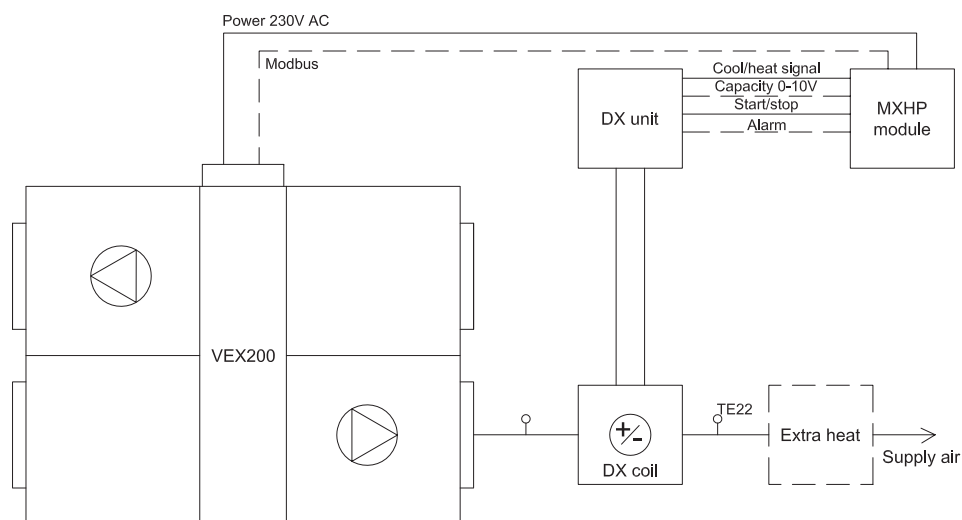 Power 230V AC
Modbus
Cool/heat signal
Capacity 0-10V
Start/stop
Alarm
DX unit
MXHP
module
VEX200
TE22
+/-
DX coil
Extra heat
Supply air